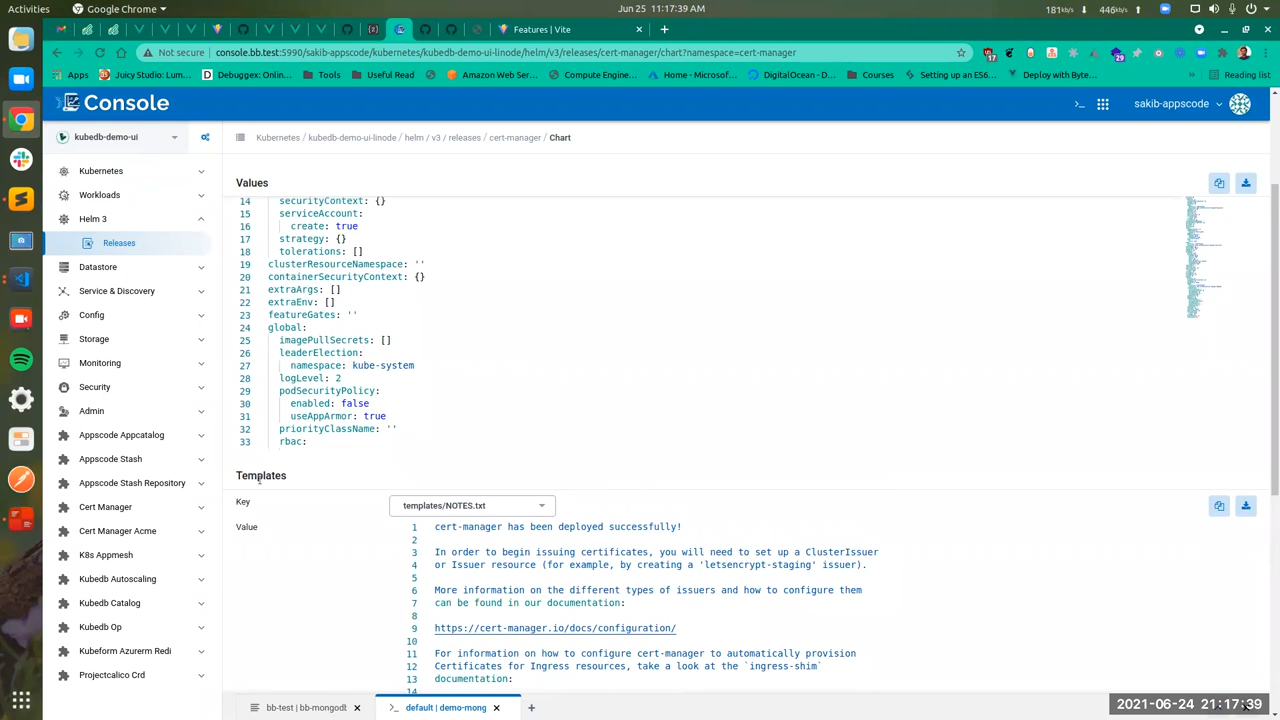 Activities
Google Chrome
Jun 25 11:17:39 AM
181kb/s
446kb/s
Features | Vite
Not secure
console.bb.test:5990/sakib-appscode/kubernetes/kubedb-demo-ui-linode/helm/v3/releases/cert-manager/chart?namespace=cert-manager
17
29
Apps
Juicy Studio: Lum...
Debuggex: Onlin...
Tools
Useful Read
Amazon Web Ser...
Compute Engine...
Home - Microsof...
DigitalOcean - D...
Courses
Setting up an ES6...
Deploy with Byte...
»
Reading list
Console
sakib-appscode
kubedb-demo-ui
Kubernetes / kubedb-demo-ui-linode / helm / v3 / releases / cert-manager / Chart
Kubernetes
Workloads
Helm 3
Releases
Datastore
Service & Discovery
Config
Storage
Monitoring
Security
Admin
Appscode Appcatalog
Appscode Stash
Appscode Stash Repository
Cert Manager
Cert Manager Acme
K8s Appmesh
Kubedb Autoscaling
Kubedb Catalog
Kubedb Op
Kubeform Azurerm Redi
Projectcalico Crd
Values
14 securityContext: {}
15 serviceAccount:
16 create: true
17 strategy: {}
18 tolerations: []
19 clusterResourceNamespace: ''
20 containerSecurityContext: {}
21 extraArgs: []
22 extraEnv: []
23 featureGates: ''
24 global:
25 imagePullSecrets: []
26 leaderElection:
27 namespace: kube-system
28 logLevel: 2
29 podSecurityPolicy:
30 enabled: false
31 useAppArmor: true
32 priorityClassName: ''
33 rbac:
Templates
Key
templates/NOTES.txt
Value
1 cert-manager has been deployed successfully!
2
3 In order to begin issuing certificates, you will need to set up a ClusterIssuer
4 or Issuer resource (for example, by creating a 'letsencrypt-staging' issuer).
5
6 More information on the different types of issuers and how to configure them
7 can be found in our documentation:
8
9 https://cert-manager.io/docs/configuration/
10
11 For information on how to configure cert-manager to automatically provision
12 Certificates for Ingress resources, take a look at the `ingress-shim`
13 documentation:
14
bb-test | bb-mongodb
default | demo-mong
2021-06-24 21:17:39